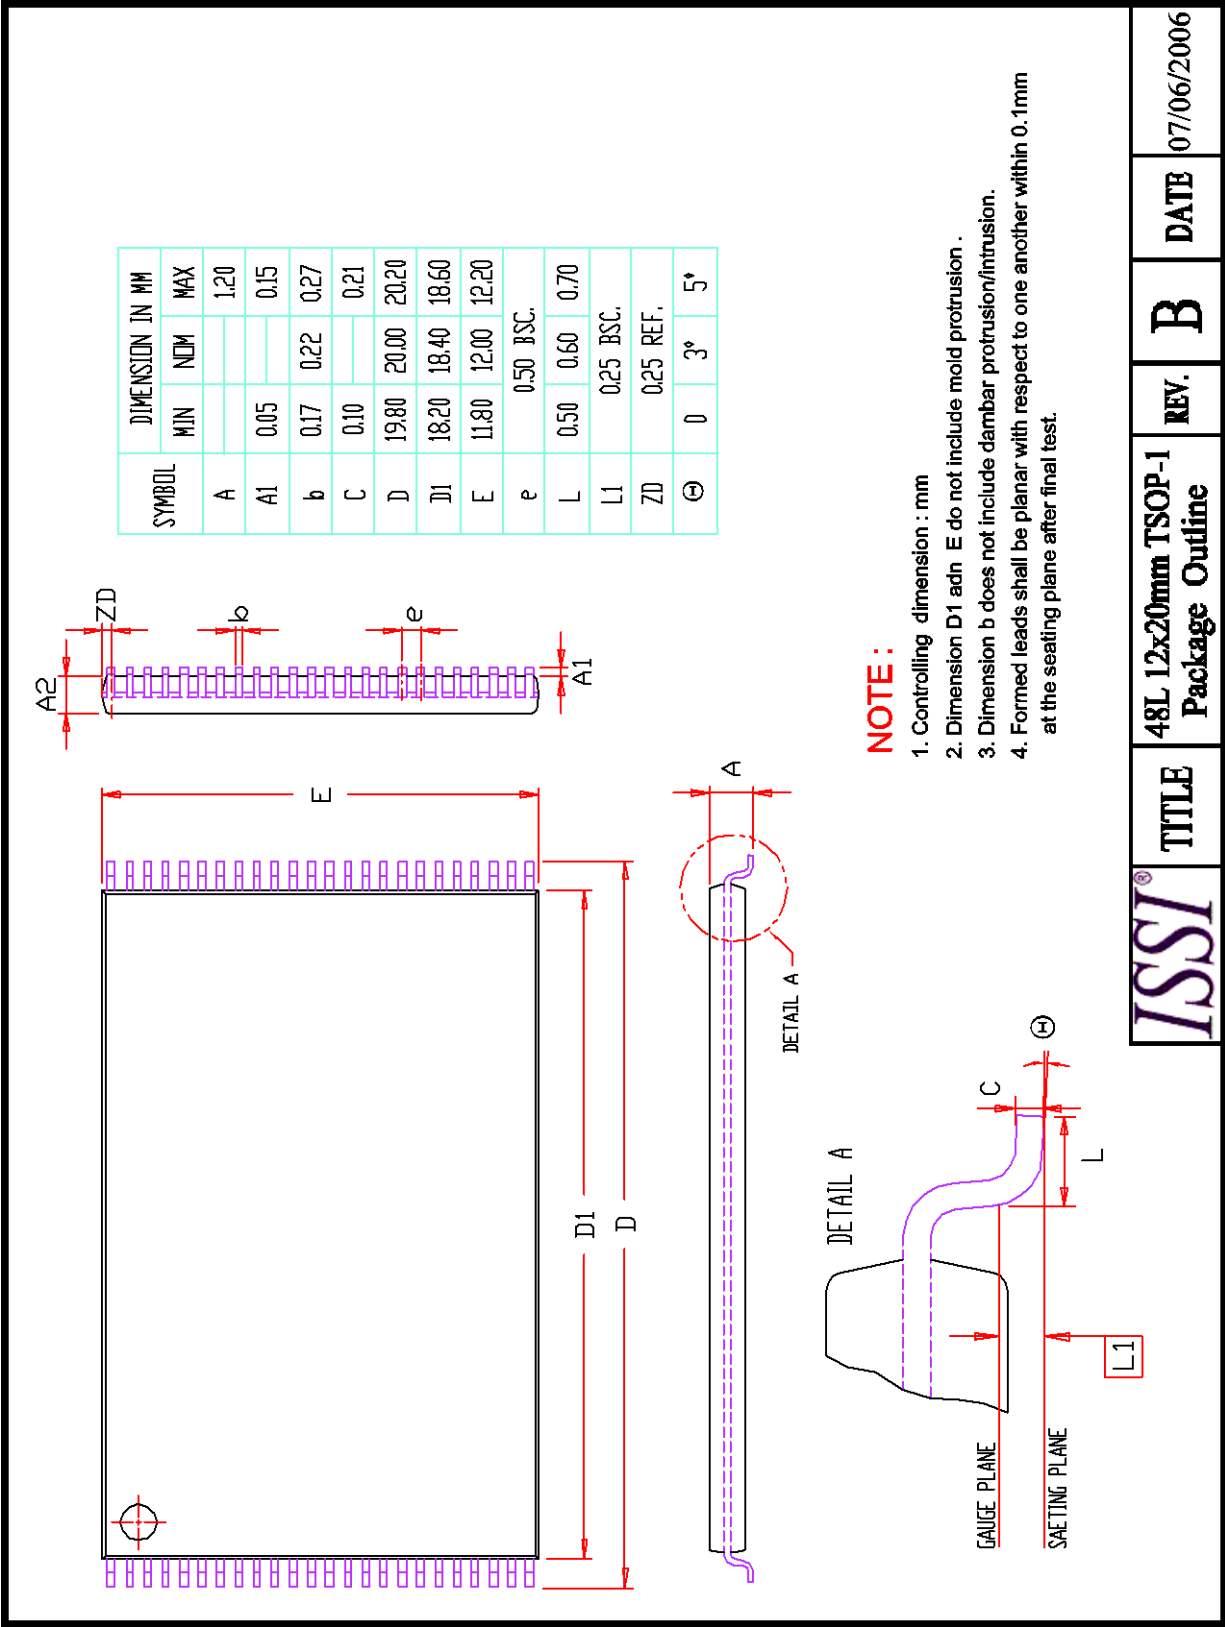 A2
ZD
b
e
A1
E
D1
D
A
DETAIL A
DETAIL A
GAUGE PLANE
SAETING PLANE
L1
C
L
Θ
SYMBOL DIMENSION IN MM
MIN NOM MAX
A 1.20
A1 0.05 0.15
b 0.17 0.22 0.27
C 0.10 0.21
D 19.80 20.00 20.20
D1 18.20 18.40 18.60
E 11.80 12.00 12.20
e 0.50 BSC.
L 0.50 0.60 0.70
L1 0.25 BSC.
ZD 0.25 REF.
Θ 0 3° 5°
NOTE :
1. Controlling dimension : mm
2. Dimension D1 adn E do not include mold protrusion .
3. Dimension b does not include dambar protrusion/intrusion.
4. Formed leads shall be planar with respect to one another within 0.1mm
at the seating plane after final test.
ISSI®
TITLE
48L 12x20mm TSOP-1
Package Outline
REV.
B
DATE
07/06/2006